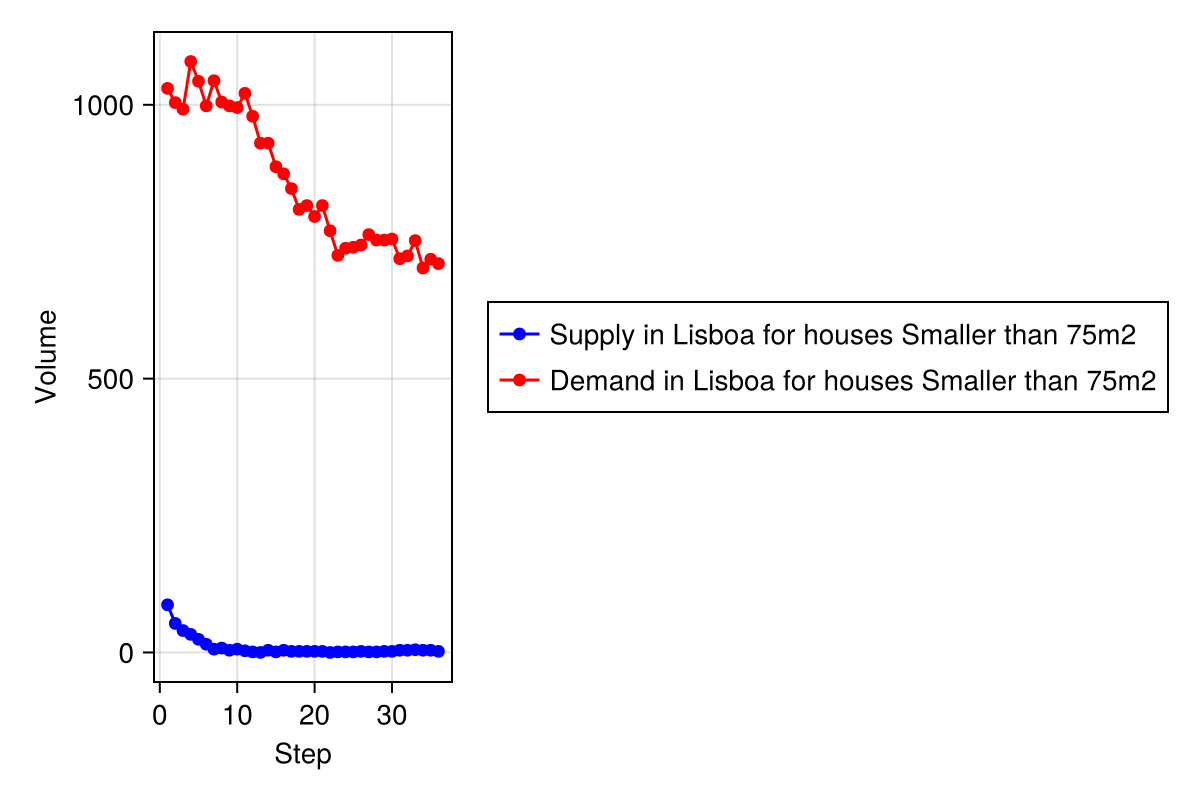 1000
500
0
Volume
0 10 20 30
Step
Supply in Lisboa for houses Smaller than 75m2
Demand in Lisboa for houses Smaller than 75m2